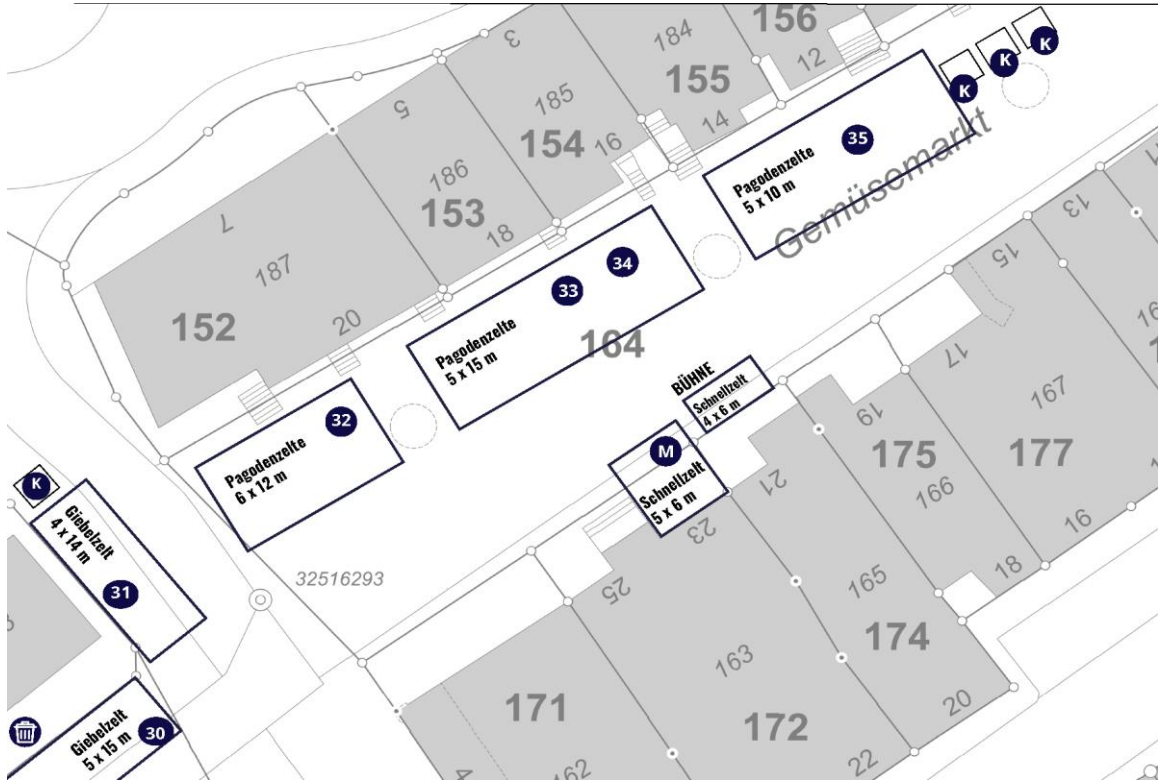 156
184
3
12
K
K
K
155
185
5
154
14
16
35
Pagodenzelte
5 x 10 m
Gemüsemarkt
186
153
7
18
187
34
33
152
20
Pagodenzelte
5 x 15 m
164
11
13
15
17
167
BÜHNE
Schnellzelt
4 x 6 m
19
175
177
32
Pagodenzelte
6 x 12 m
M
Schnellzelt
5 x 6 m
21
23
166
16
18
K
Giebelzelt
4 x 14 m
31
32516293
25
165
174
163
171
172
20
22
162
30
Giebelzelt
5 x 15 m